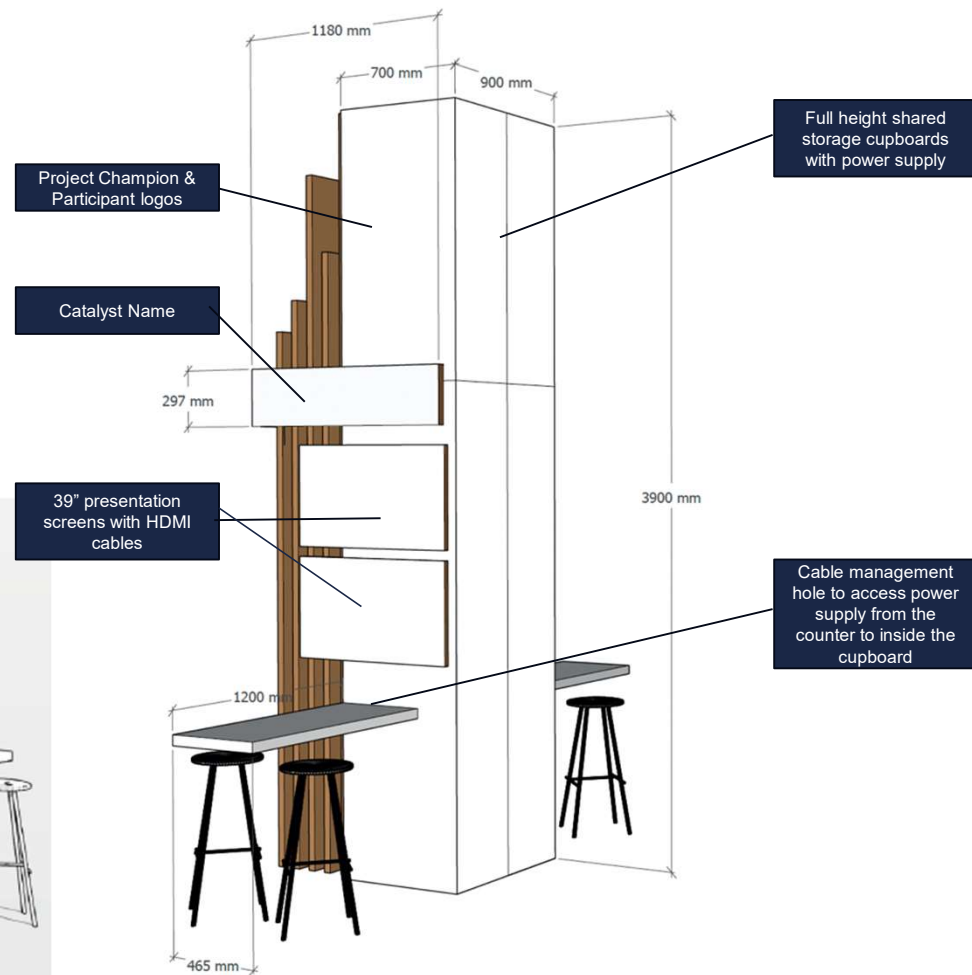 1180 mm
700 mm
900 mm
Full height shared
storage cupboards
with power supply
Project Champion &
Participant logos
Catalyst Name
297 mm
39” presentation
screens with HDMI
cables
3900 mm
Cable management
hole to access power
supply from the
counter to inside the
cupboard
1200 mm
465 mm